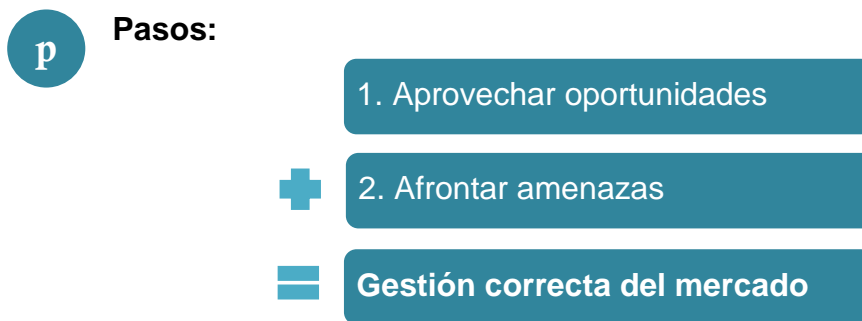 p
Pasos:
1. Aprovechar oportunidades
2. Afrontar amenazas
Gestión correcta del mercado